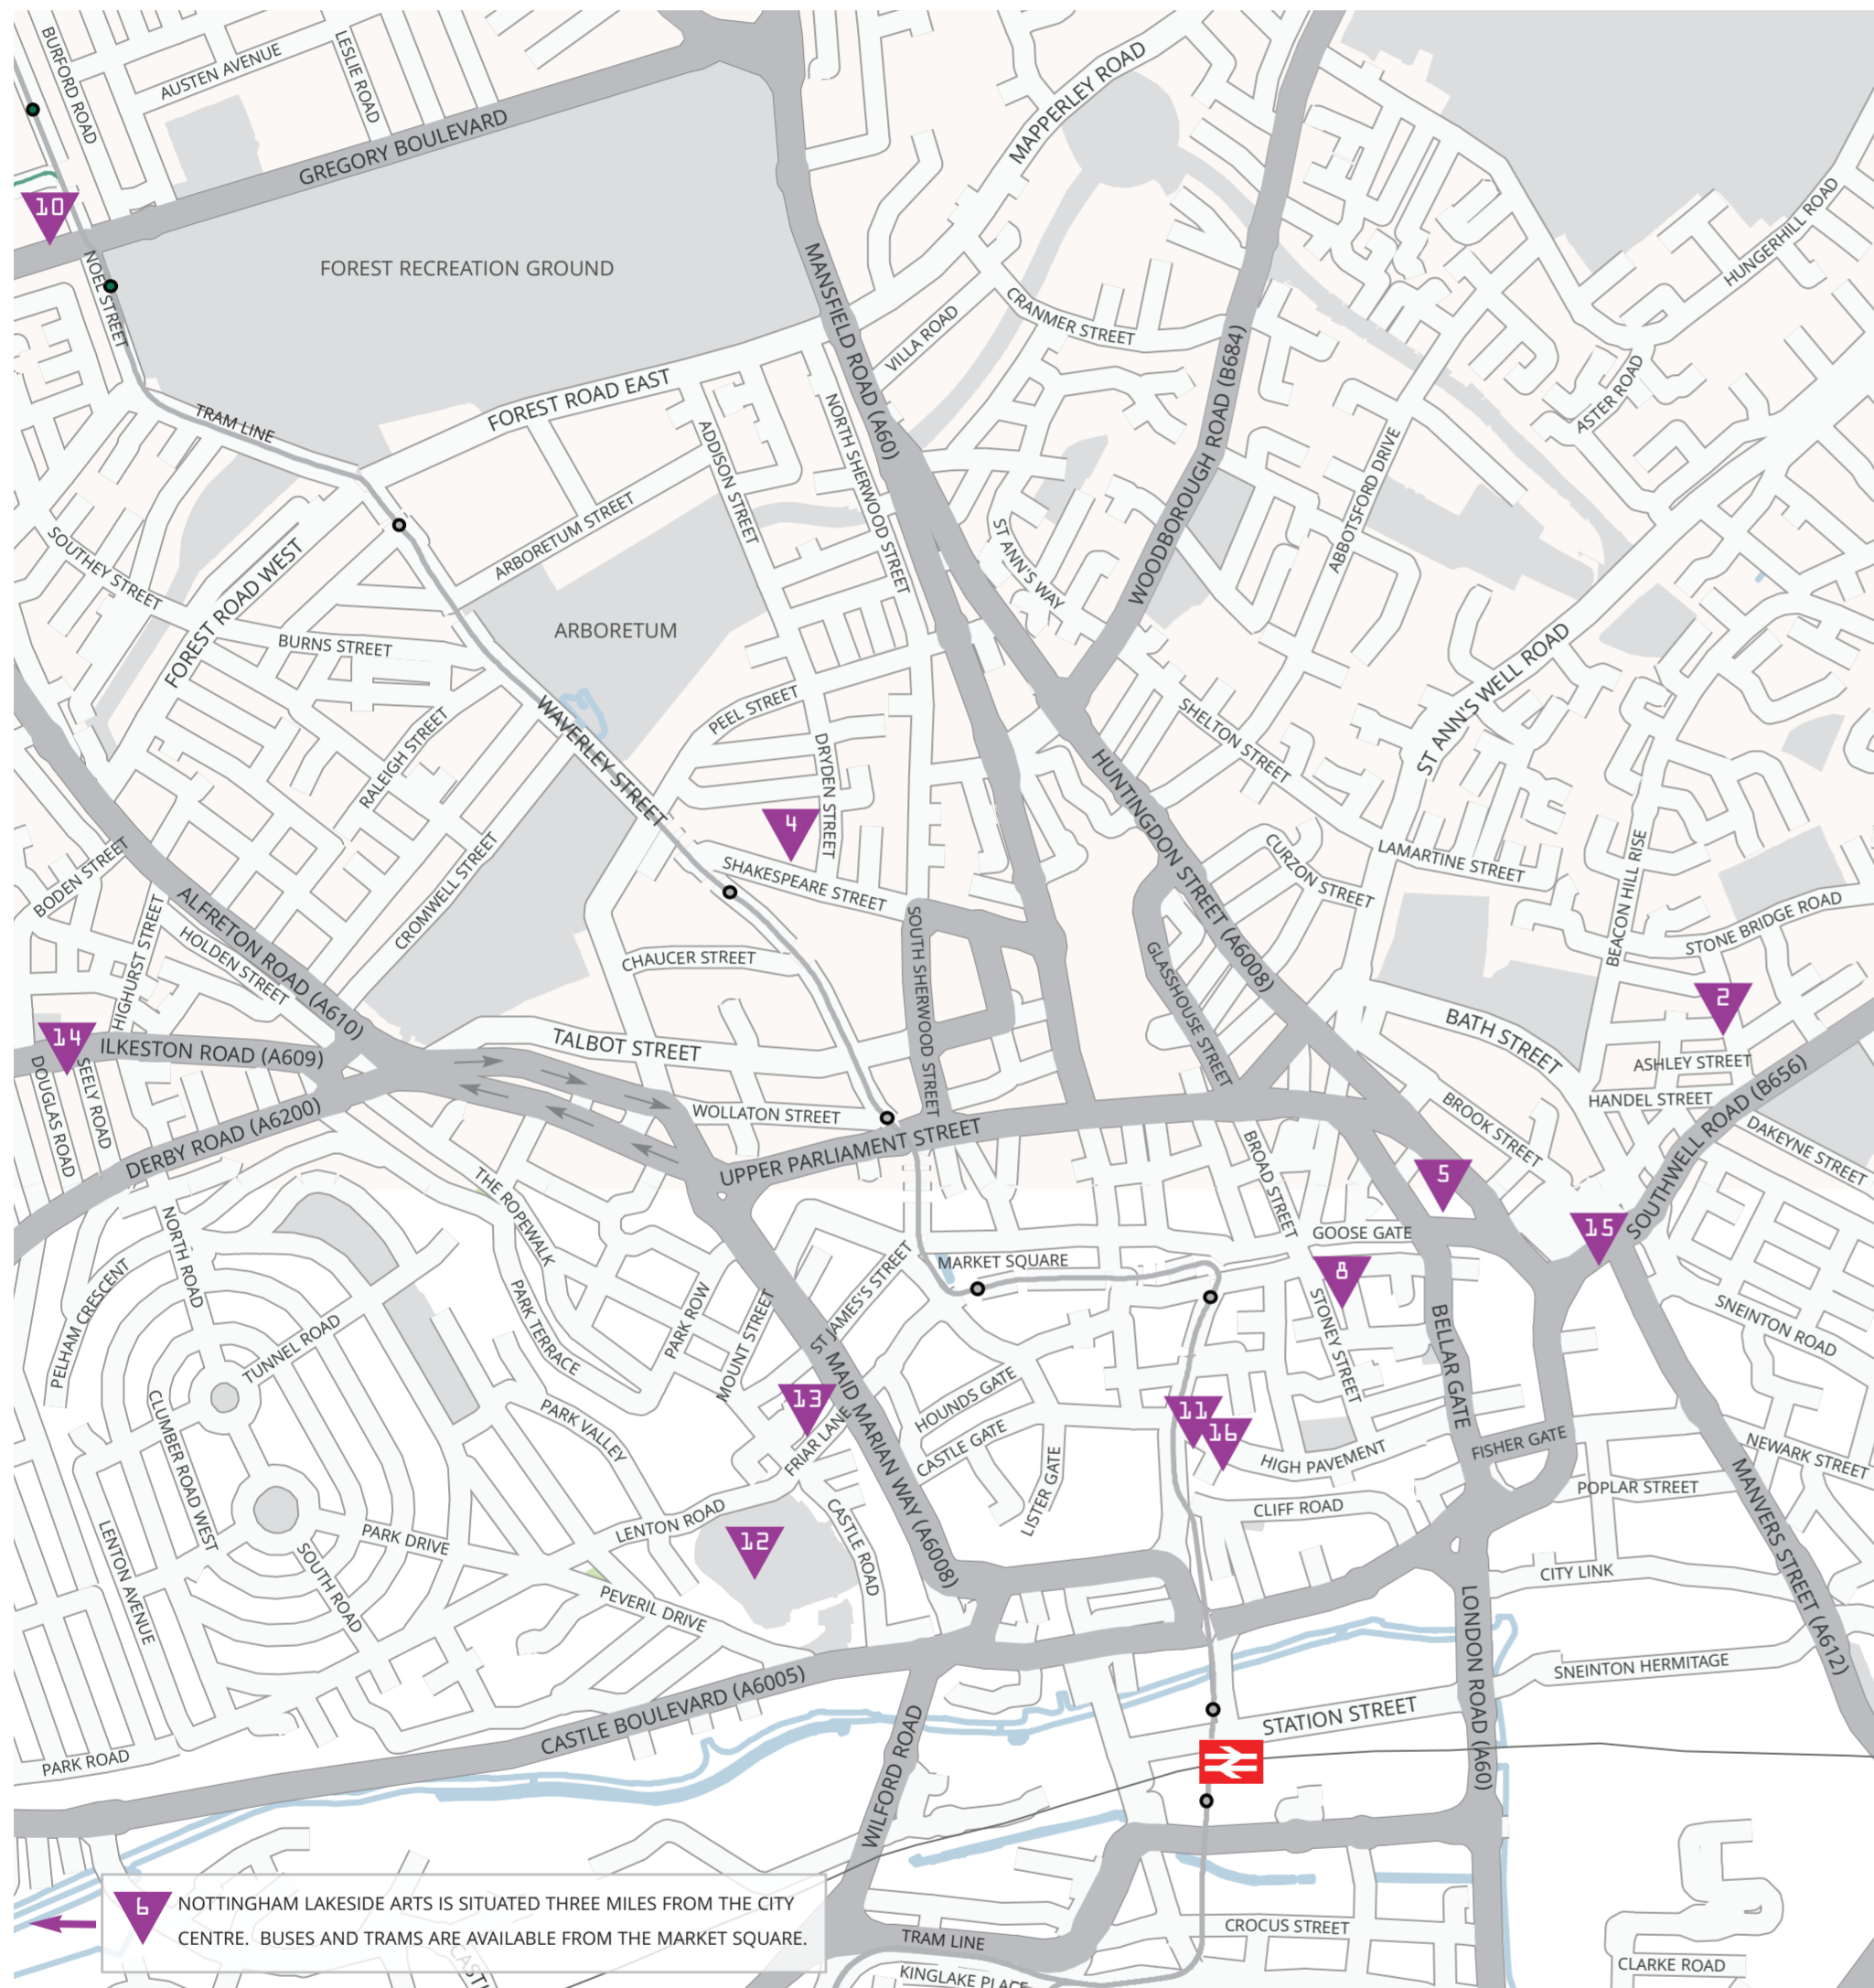 BURFORD ROAD
AUSTEN AVENUE
LESLIE ROAD
GREGORY BOULEVARD
MAPPERLEY ROAD
HUNGERHILL ROAD
10
NOEL STREET
FOREST RECREATION GROUND
MANSFIELD ROAD (A60)
VILLA ROAD
CRANMER STREET
WOODBOROUGH ROAD (B684)
ASTER ROAD
TRAM LINE
FOREST ROAD EAST
ADDISON STREET
NORTH SHERWOOD STREET
ABBOTSFORD DRIVE
SOUTHEY STREET
FOREST ROAD WEST
ARBORETUM STREET
ST ANN'S WAY
BURNS STREET
ARBORETUM
ST ANN'S WELL ROAD
PEEL STREET
SHELTON STREET
RALEIGH STREET
WAVERLEY STREET
DRYDEN STREET
HUNTINGDON STREET (A6008)
4
BODEN STREET
CROMWELL STREET
SHAKESPEARE STREET
CURZON STREET
LAMARTINE STREET
BEACON HILL RISE
ALFRETON ROAD (A610)
HIGHURST STREET
HOLDEN STREET
CHAUCER STREET
SOUTH SHERWOOD STREET
GLASSHOUSE STREET
STONE BRIDGE ROAD
2
14
ILKESTON ROAD (A609)
TALBOT STREET
BATH STREET
ASHLEY STREET
DOUGLAS ROAD
SEELY ROAD
DERBY ROAD (A6200)
WOLLATON STREET
HANDEL STREET
SOUTHWELL ROAD (B656)
UPPER PARLIAMENT STREET
BROAD STREET
BROOK STREET
DAKEYNE STREET
5
THE ROPEWALK
NORTH ROAD
GOOSE GATE
15
PELHAM CRESCENT
ST JAMES'S STREET
MARKET SQUARE
8
TUNNEL ROAD
PARK TERRACE
PARK ROW
MOUNT STREET
STONEY STREET
BELLAR GATE
SNEINTON ROAD
13
MAID MARIAN WAY (A6008)
HOUNDS GATE
11
16
CLUMBER ROAD WEST
PARK VALLEY
FRIAR LANE
CASTLE GATE
LISTER GATE
HIGH PAVEMENT
FISHER GATE
NEWARK STREET
POPLAR STREET
MANVERS STREET (A612)
LENTON ROAD
CASTLE ROAD
CLIFF ROAD
LENTON AVENUE
SOUTH ROAD
PARK DRIVE
12
PEVERIL DRIVE
CITY LINK
LONDON ROAD (A60)
SNEINTON HERMITAGE
CASTLE BOULEVARD (A6005)
STATION STREET
PARK ROAD
WILFORD ROAD
6
NOTTINGHAM LAKESIDE ARTS IS SITUATED THREE MILES FROM THE CITY
CENTRE. BUSES AND TRAMS ARE AVAILABLE FROM THE MARKET SQUARE.
TRAM LINE
CROCUS STREET
KINGLAKE PLACE
CLARKE ROAD